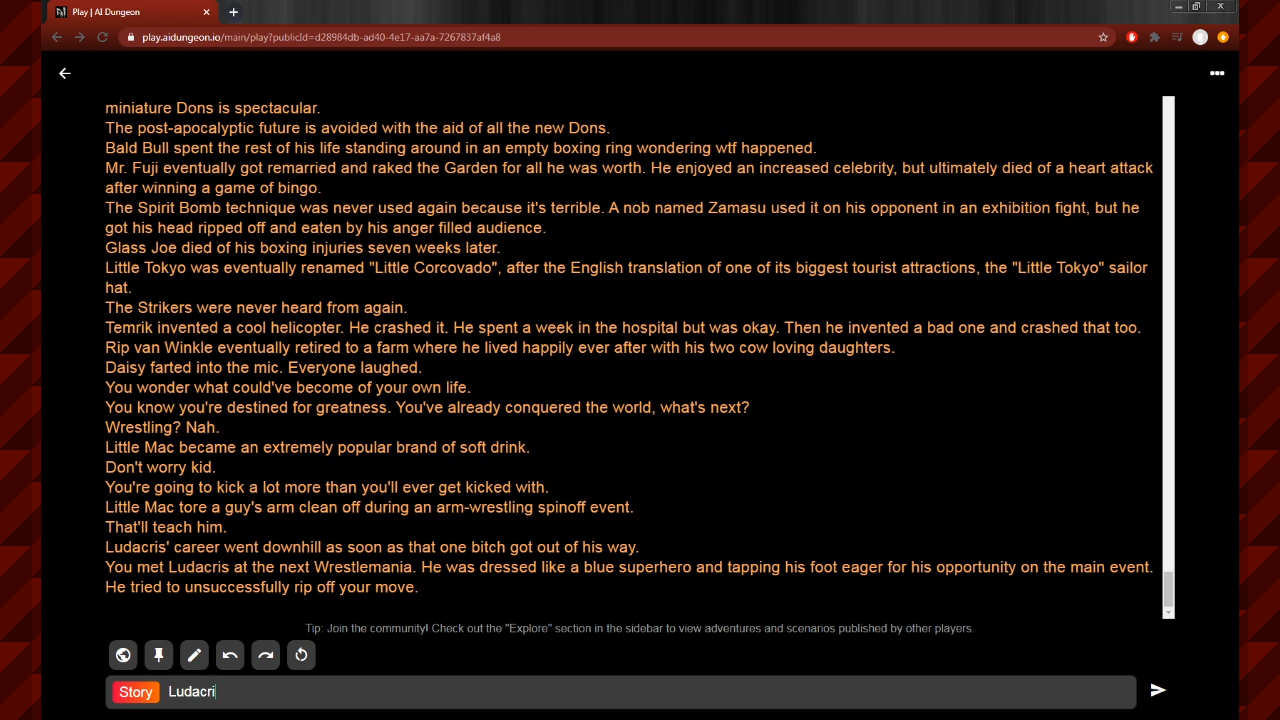 Play | AI Dungeon
play.aidungeon.io/main/play?publicId=d28984db-ad40-4e17-aa7a-7267837af4a8
miniature Dons is spectacular.
The post-apocalyptic future is avoided with the aid of all the new Dons.
Bald Bull spent the rest of his life standing around in an empty boxing ring wondering wtf happened.
Mr. Fuji eventually got remarried and raked the Garden for all he was worth. He enjoyed an increased celebrity, but ultimately died of a heart attack
after winning a game of bingo.
The Spirit Bomb technique was never used again because it's terrible. A nob named Zamasu used it on his opponent in an exhibition fight, but he
got his head ripped off and eaten by his anger filled audience.
Glass Joe died of his boxing injuries seven weeks later.
Little Tokyo was eventually renamed "Little Corcovado", after the English translation of one of its biggest tourist attractions, the "Little Tokyo" sailor
hat.
The Strikers were never heard from again.
Temrik invented a cool helicopter. He crashed it. He spent a week in the hospital but was okay. Then he invented a bad one and crashed that too.
Rip van Winkle eventually retired to a farm where he lived happily ever after with his two cow loving daughters.
Daisy farted into the mic. Everyone laughed.
You wonder what could've become of your own life.
You know you're destined for greatness. You've already conquered the world, what's next?
Wrestling? Nah.
Little Mac became an extremely popular brand of soft drink.
Don't worry kid.
You're going to kick a lot more than you'll ever get kicked with.
Little Mac tore a guy's arm clean off during an arm-wrestling spinoff event.
That'll teach him.
Ludacris' career went downhill as soon as that one bitch got out of his way.
You met Ludacris at the next Wrestlemania. He was dressed like a blue superhero and tapping his foot eager for his opportunity on the main event.
He tried to unsuccessfully rip off your move.
Tip: Join the community! Check out the "Explore" section in the sidebar to view adventures and scenarios published by other players.
Story Ludacri